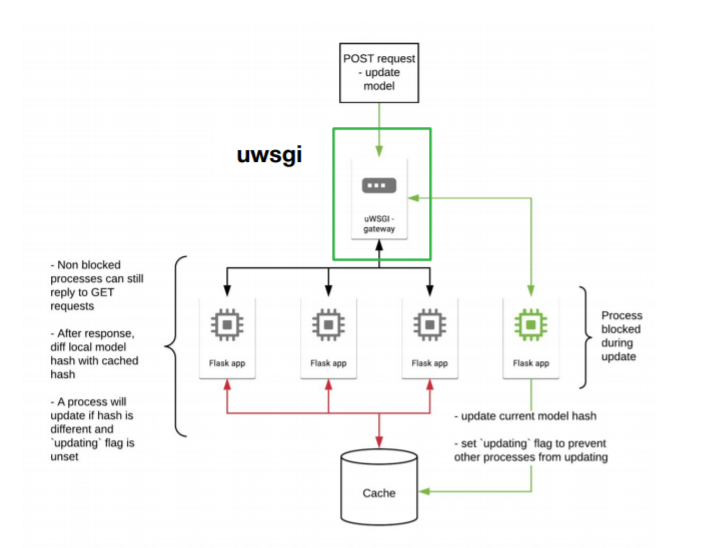 POST request
- update
model
uwsgi
uWSGI -
gateway
- Non blocked
processes can still
reply to GET
requests
- After response,
diff local model
hash with cached
hash
- A process will
update if hash is
different and
`updating` flag is
unset
Flask app
Flask app
Flask app
Flask app
Process
blocked
during
update
- update current model hash
- set `updating` flag to prevent
other processes from updating
Cache